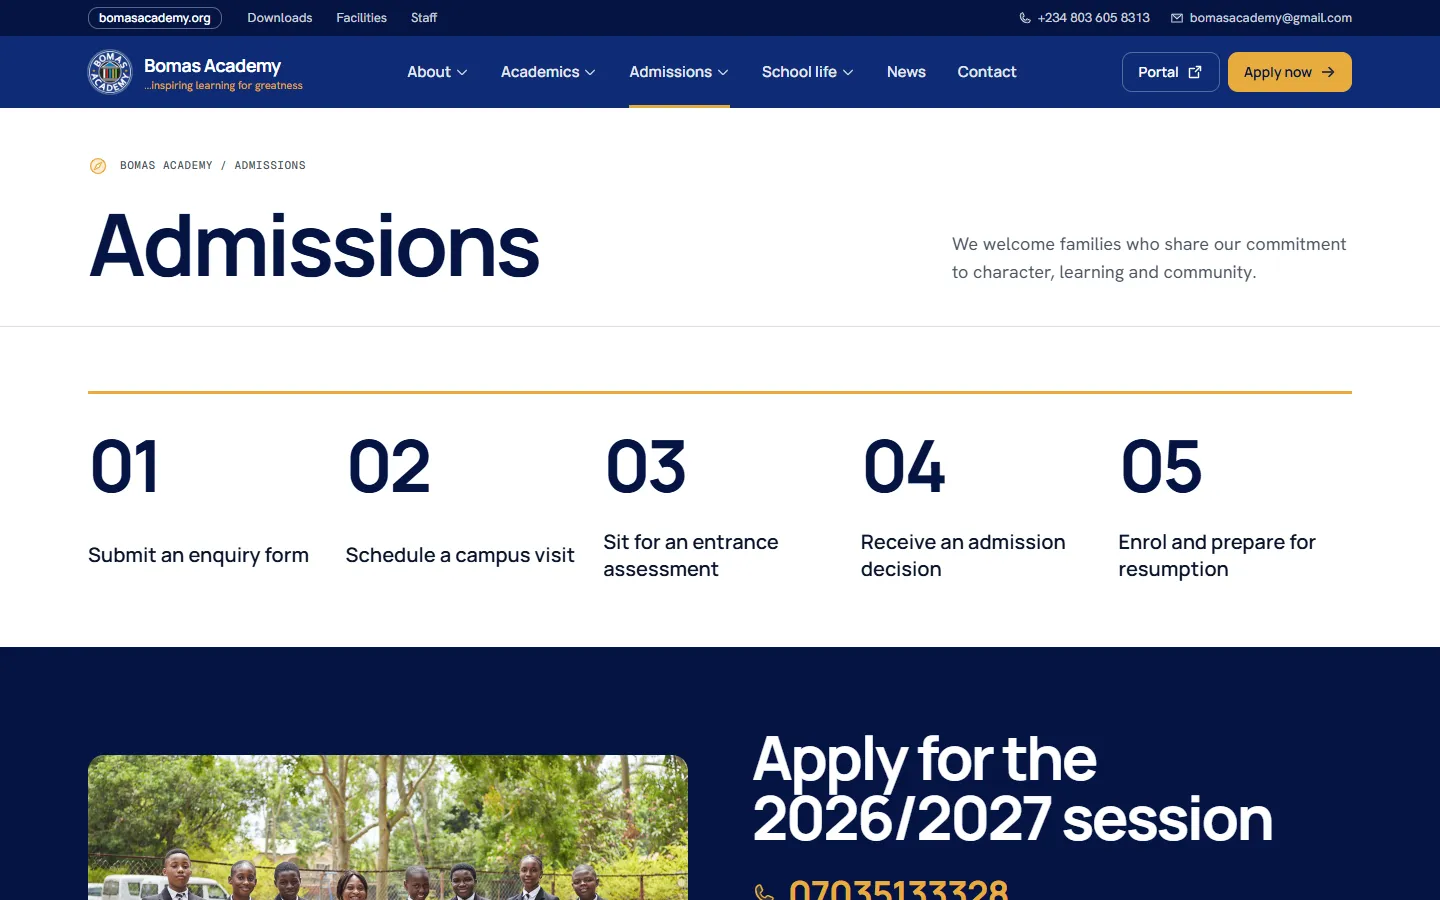 bomasacademy.org Downloads Facilities Staff +234 803 605 8313 bomasacademy@gmail.com
BOMAS ACADEMY
Bomas Academy
...inspiring learning for greatness
About Academics Admissions School life News Contact Portal Apply now
BOMAS ACADEMY / ADMISSIONS
Admissions
We welcome families who share our commitment
to character, learning and community.
01
Submit an enquiry form
02
Schedule a campus visit
03
Sit for an entrance
assessment
04
Receive an admission
decision
05
Enrol and prepare for
resumption
Apply for the
2026/2027 session
07035133328